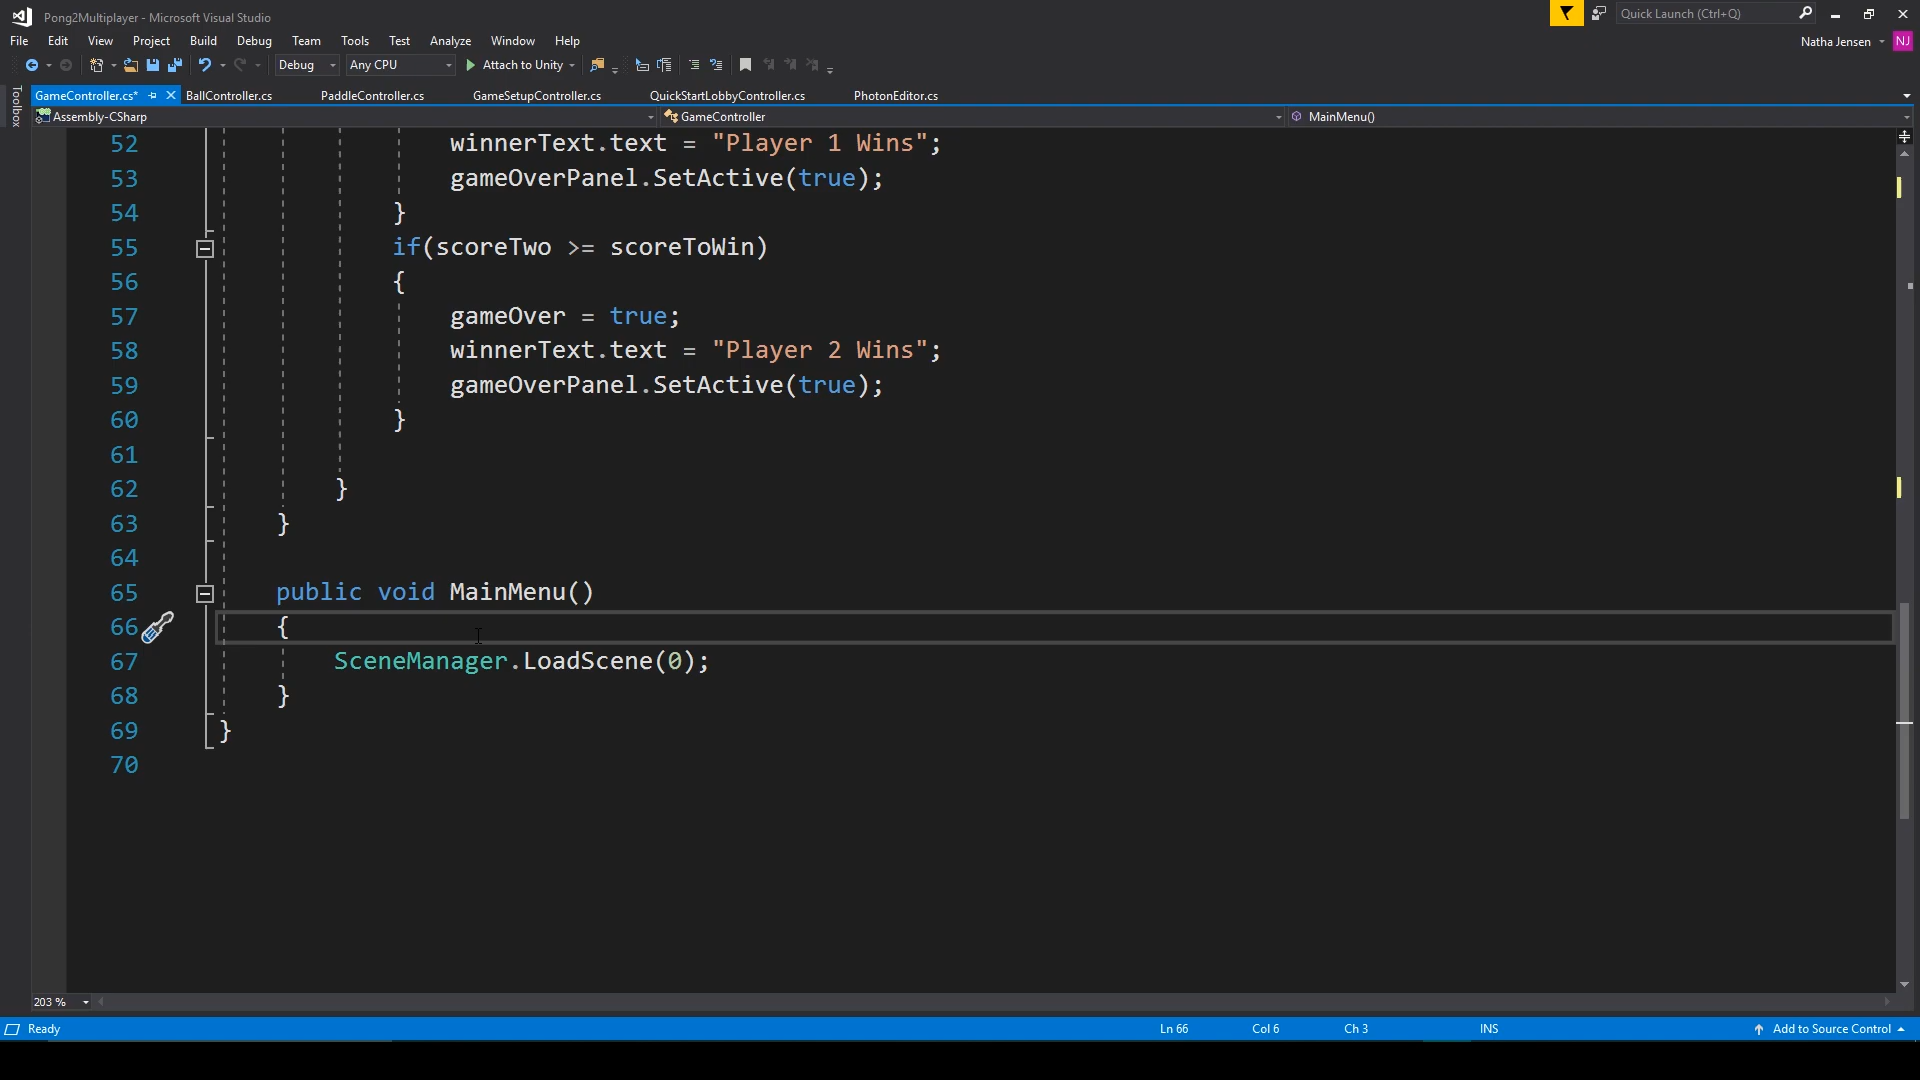 Pong2Multiplayer - Microsoft Visual Studio
Quick Launch (Ctrl+Q)
File Edit View Project Build Debug Team Tools Test Analyze Window Help
Natha Jensen NJ
Debug Any CPU Attach to Unity
Toolbox
GameController.cs* BallController.cs PaddleController.cs GameSetupController.cs QuickStartLobbyController.cs PhotonEditor.cs
Assembly-CSharp GameController MainMenu()
52 winnerText.text = "Player 1 Wins";
53 gameOverPanel.SetActive(true);
54 }
55 if(scoreTwo >= scoreToWin)
56 {
57 gameOver = true;
58 winnerText.text = "Player 2 Wins";
59 gameOverPanel.SetActive(true);
60 }
61
62 }
63 }
64
65 public void MainMenu()
66 {
67 SceneManager.LoadScene(0);
68 }
69 }
70
203 %
Ready Ln 66 Col 6 Ch 3 INS Add to Source Control